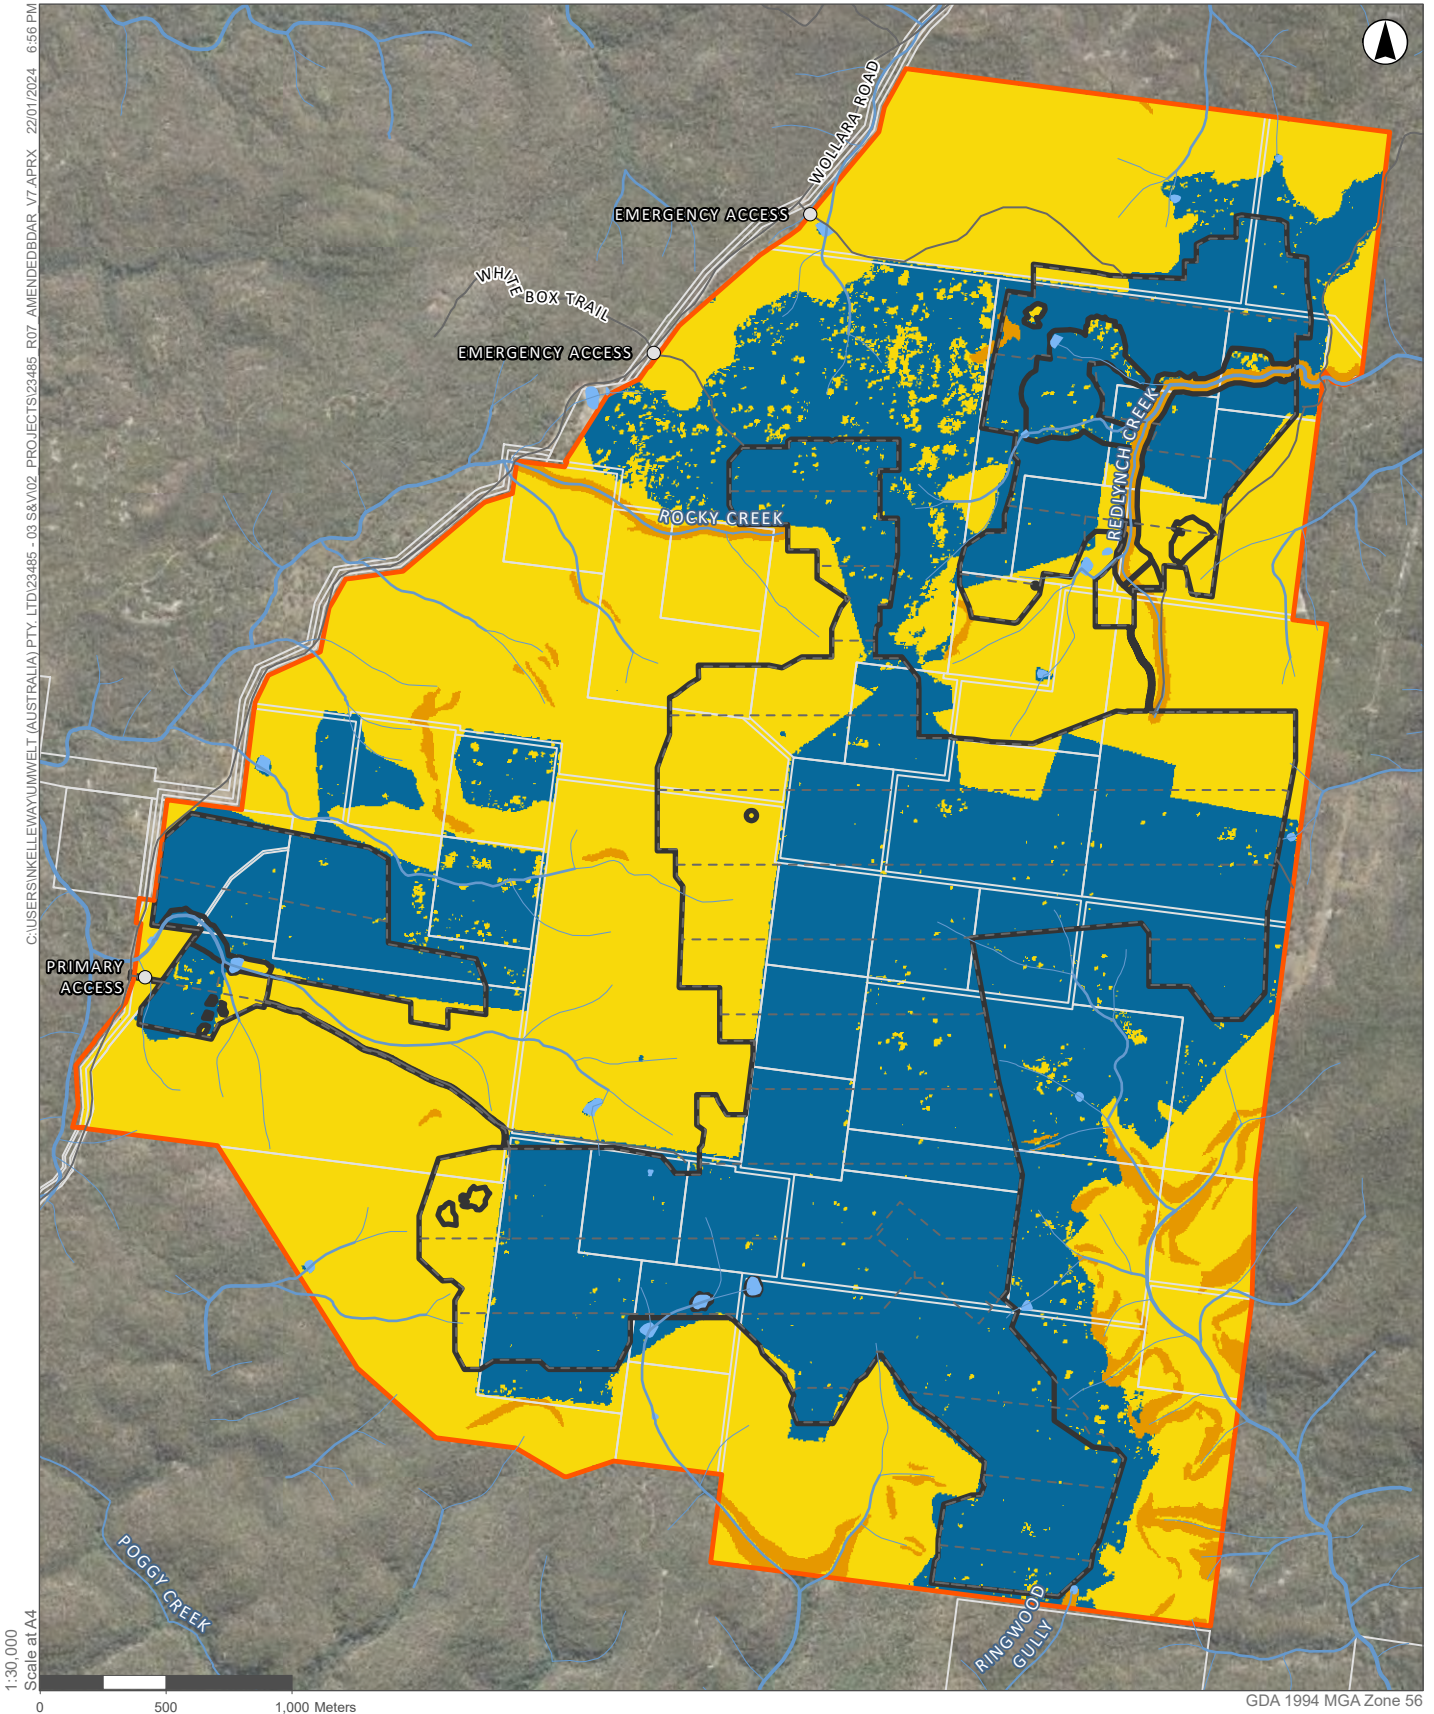 C:\USERS\NKELLEWAY\UMWELT (AUSTRALIA) PTY. LTD\23485 - 03 S&V\02_PROJECTS\23485_R07_AMENDEDBDAR_V7.APRX 22/01/2024 6:56 PM
WOLLARA ROAD
EMERGENCY ACCESS
WHITE BOX TRAIL
EMERGENCY ACCESS
REDLYNCH CREEK
ROCKY CREEK
PRIMARY
ACCESS
POGGY CREEK
RINGWOOD
GULLY
1:30,000
Scale at A4
0 500 1,000 Meters
GDA 1994 MGA Zone 56